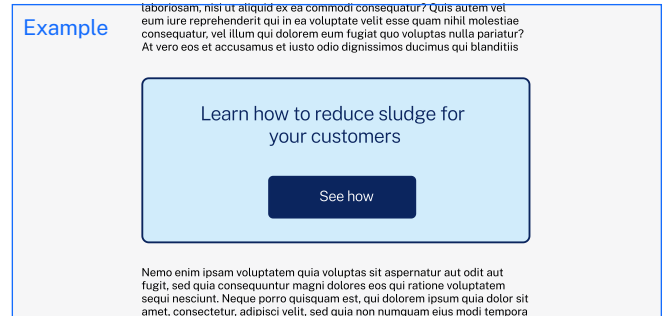 Example
laboriosam, nisi ut aliquid ex ea commodi consequatur? Quis autem vel
eum iure reprehenderit qui in ea voluptate velit esse quam nihil molestiae
consequatur, vel illum qui dolorem eum fugiat quo voluptas nulla pariatur?
At vero eos et accusamus et iusto odio dignissimos ducimus qui blanditiis
Learn how to reduce sludge for
your customers
See how
Nemo enim ipsam voluptatem quia voluptas sit aspernatur aut odit aut
fugit, sed quia consequuntur magni dolores eos qui ratione voluptatem
sequi nesciunt. Neque porro quisquam est, qui dolorem ipsum quia dolor sit
amet, consectetur, adipisci velit, sed quia non numquam eius modi tempora